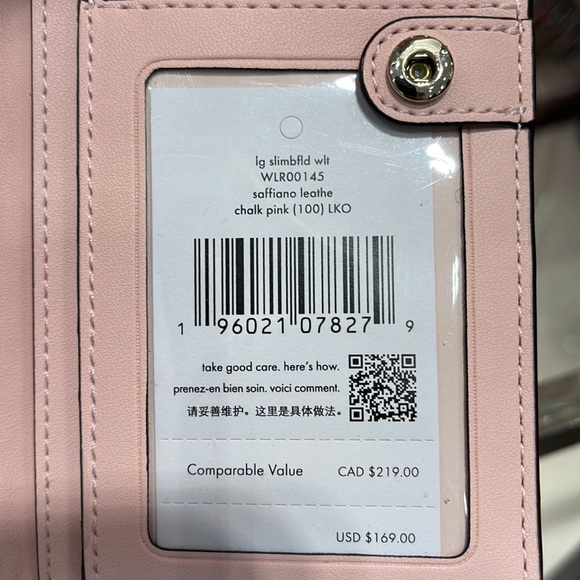 lg slimbfld wlt
WLR00145
saffiano leathe
chalk pink (100) LKO
1 96021 07827 9
take good care. here's how.
prenez-en bien soin. voici comment.
请妥善维护。这里是具体做法。
Comparable Value CAD $219.00
USD $169.00